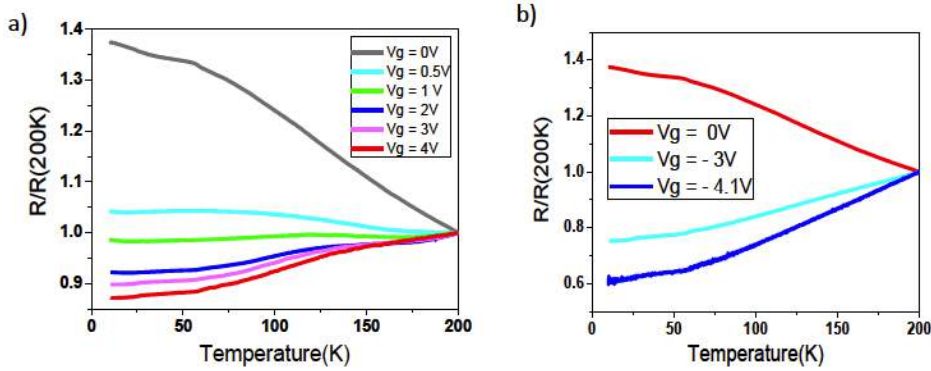 a)
R/R(200K)
1.4
1.3
1.2
1.1
1.0
0.9
0
50
100
150
200
Temperature(K)
Vg = 0V
Vg = 0.5V
Vg = 1 V
Vg = 2V
Vg = 3V
Vg = 4V
b)
R/R(200K)
1.4
1.2
1.0
0.8
0.6
0
50
100
150
200
Temperature(K)
Vg = 0V
Vg = - 3V
Vg = - 4.1V